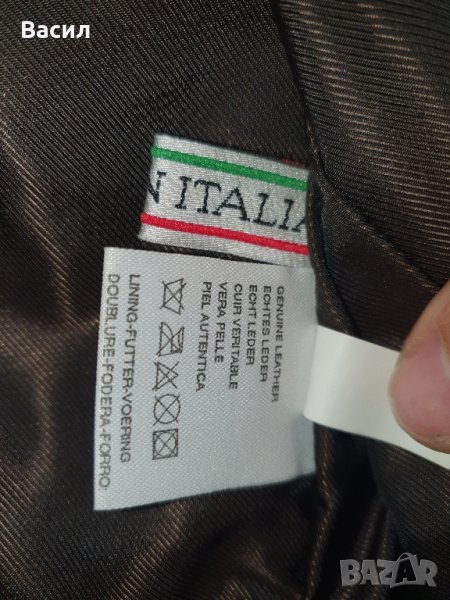 Васил
N ITALIA
GENUINE LEATHER
ECHTES LEDER
ECHT LEDER
CUIR VERITABLE
VERA PELLE
PIEL AUTENTICA
LINING-FUTTER-VOERING
DOUBLURE-FODERA-FORRO
BAZAR